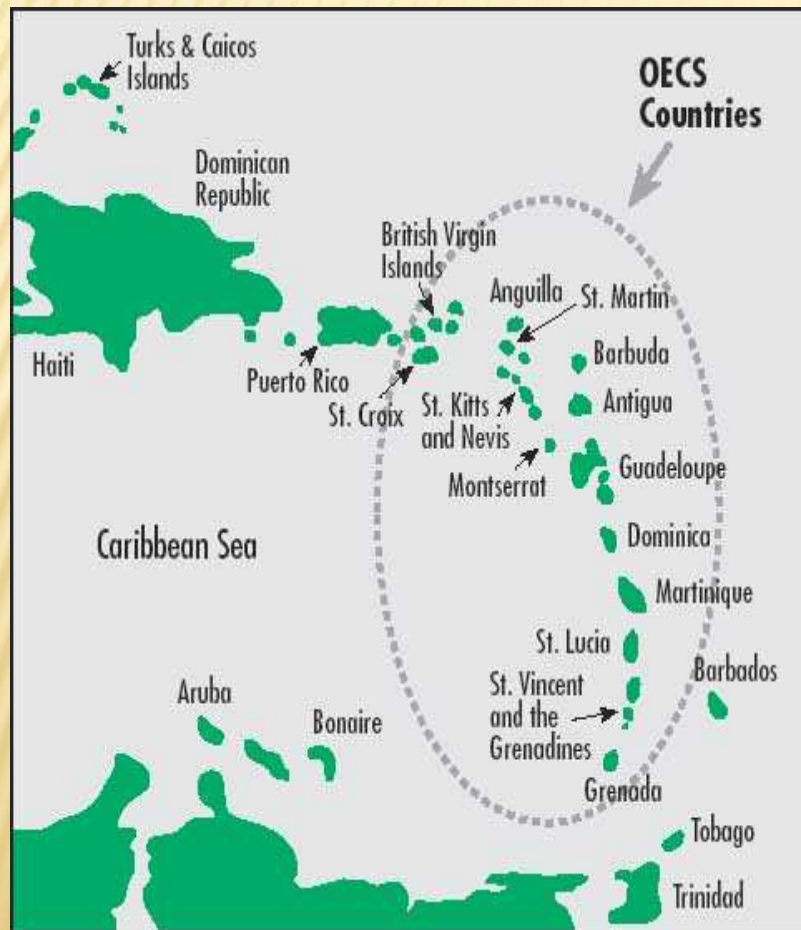 Turks & Caicos
Islands
OECS
Countries
Dominican
Republic
British Virgin
Islands
Anguilla
St. Martin
Haiti
Puerto Rico
St. Croix
St. Kitts
and Nevis
Barbuda
Antigua
Montserrat
Guadeloupe
Caribbean Sea
Dominica
Martinique
St. Lucia
Barbados
St. Vincent
and the
Grenadines
Aruba
Bonaire
Grenada
Tobago
Trinidad